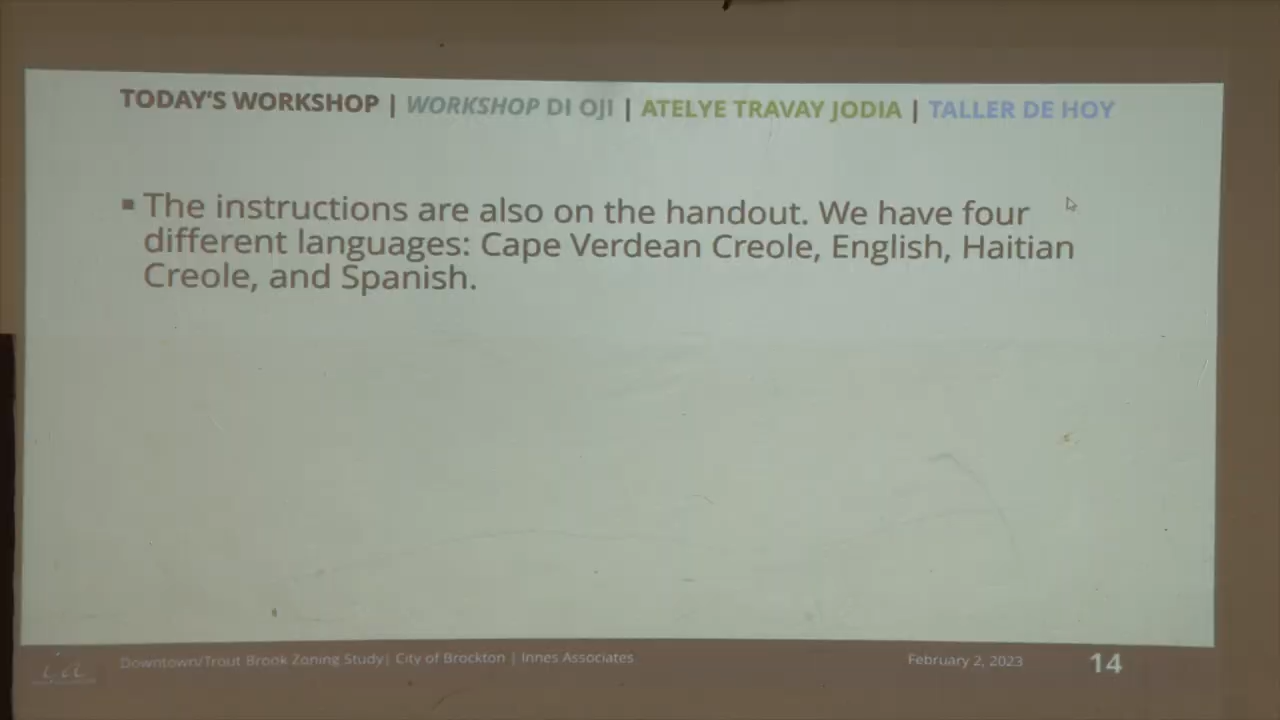 TODAY'S WORKSHOP | WORKSHOP DI OJI | ATELYE TRAVAY JODIA | TALLER DE HOY
▪ The instructions are also on the handout. We have four
different languages: Cape Verdean Creole, English, Haitian
Creole, and Spanish.
Downtown/Trout Brook Zoning Study| City of Brockton | Innes Associates
February 2, 2023
14